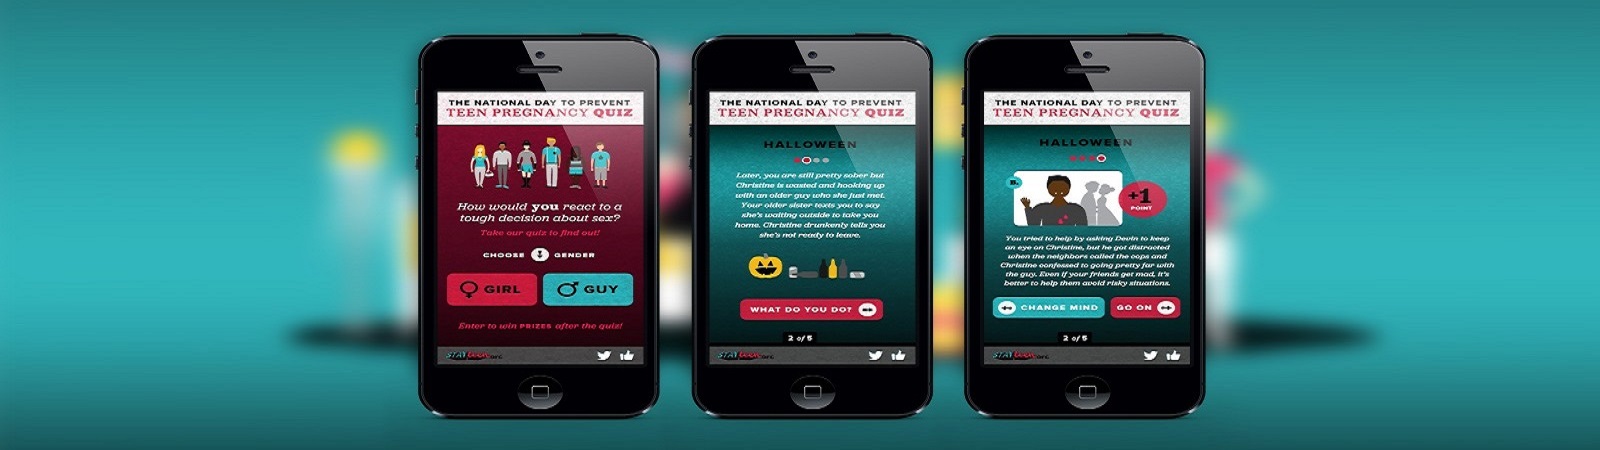 THE NATIONAL DAY TO PREVENT
TEEN PREGNANCY QUIZ
How would you react to a
tough decision about sex?
Take our quiz to find out!
CHOOSE GENDER
GIRL
GUY
Enter to win PRIZES after the quiz!
THE NATIONAL DAY TO PREVENT
TEEN PREGNANCY QUIZ
HALLOWEEN
Later, you are still pretty sober but
Christine is wasted and hooking up
with an older guy who she just met.
Your older sister texts you to say
she's waiting outside to take you
home. Christine drunkenly tells you
she's not ready to leave.
WHAT DO YOU DO?
2 of 5
THE NATIONAL DAY TO PREVENT
TEEN PREGNANCY QUIZ
HALLOWEEN
B.
+1
POINT
You tried to help by asking Devin to keep
an eye on Christine, but he got distracted
when the neighbors called the cops and
Christine confessed to going pretty far with
the guy. Even if your friends get mad, it's
better to help them avoid risky situations.
CHANGE MIND
GO ON
2 of 5